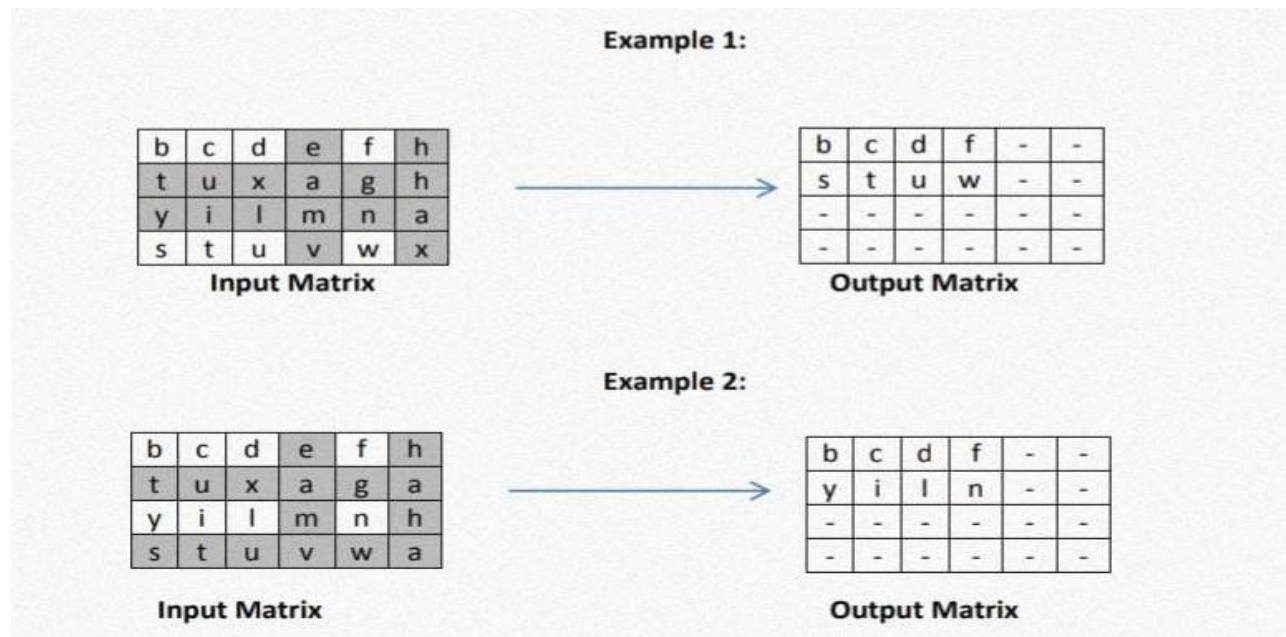 Example 1:
b c d e f h
t u x a g h
y i l m n a
s t u v w x
Input Matrix
b c d f - -
s t u w - -
- - - - - -
- - - - - -
Output Matrix
Example 2:
b c d e f h
t u x a g a
y i l m n h
s t u v w a
Input Matrix
b c d f - -
y i l n - -
- - - - - -
- - - - - -
Output Matrix